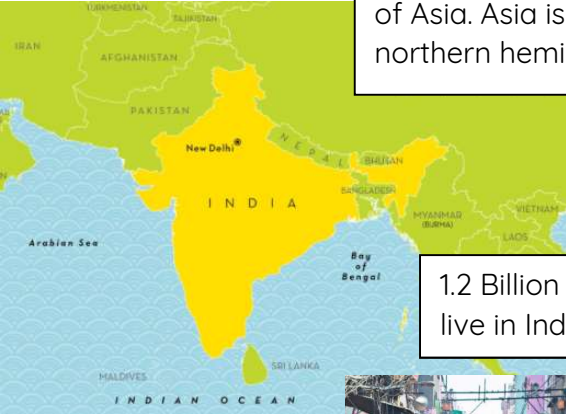 of Asia. Asia is
northern hemi
TURKMENISTAN
TAJIKISTAN
IRAN
AFGHANISTAN
PAKISTAN
New Delhi
NEPAL
BHUTAN
BANGLADESH
INDIA
MYANMAR
(BURMA)
VIETNAM
LAOS
Arabian Sea
Bay
of
Bengal
1.2 Billion
live in Ind
SRI LANKA
MALDIVES
INDIAN OCEAN